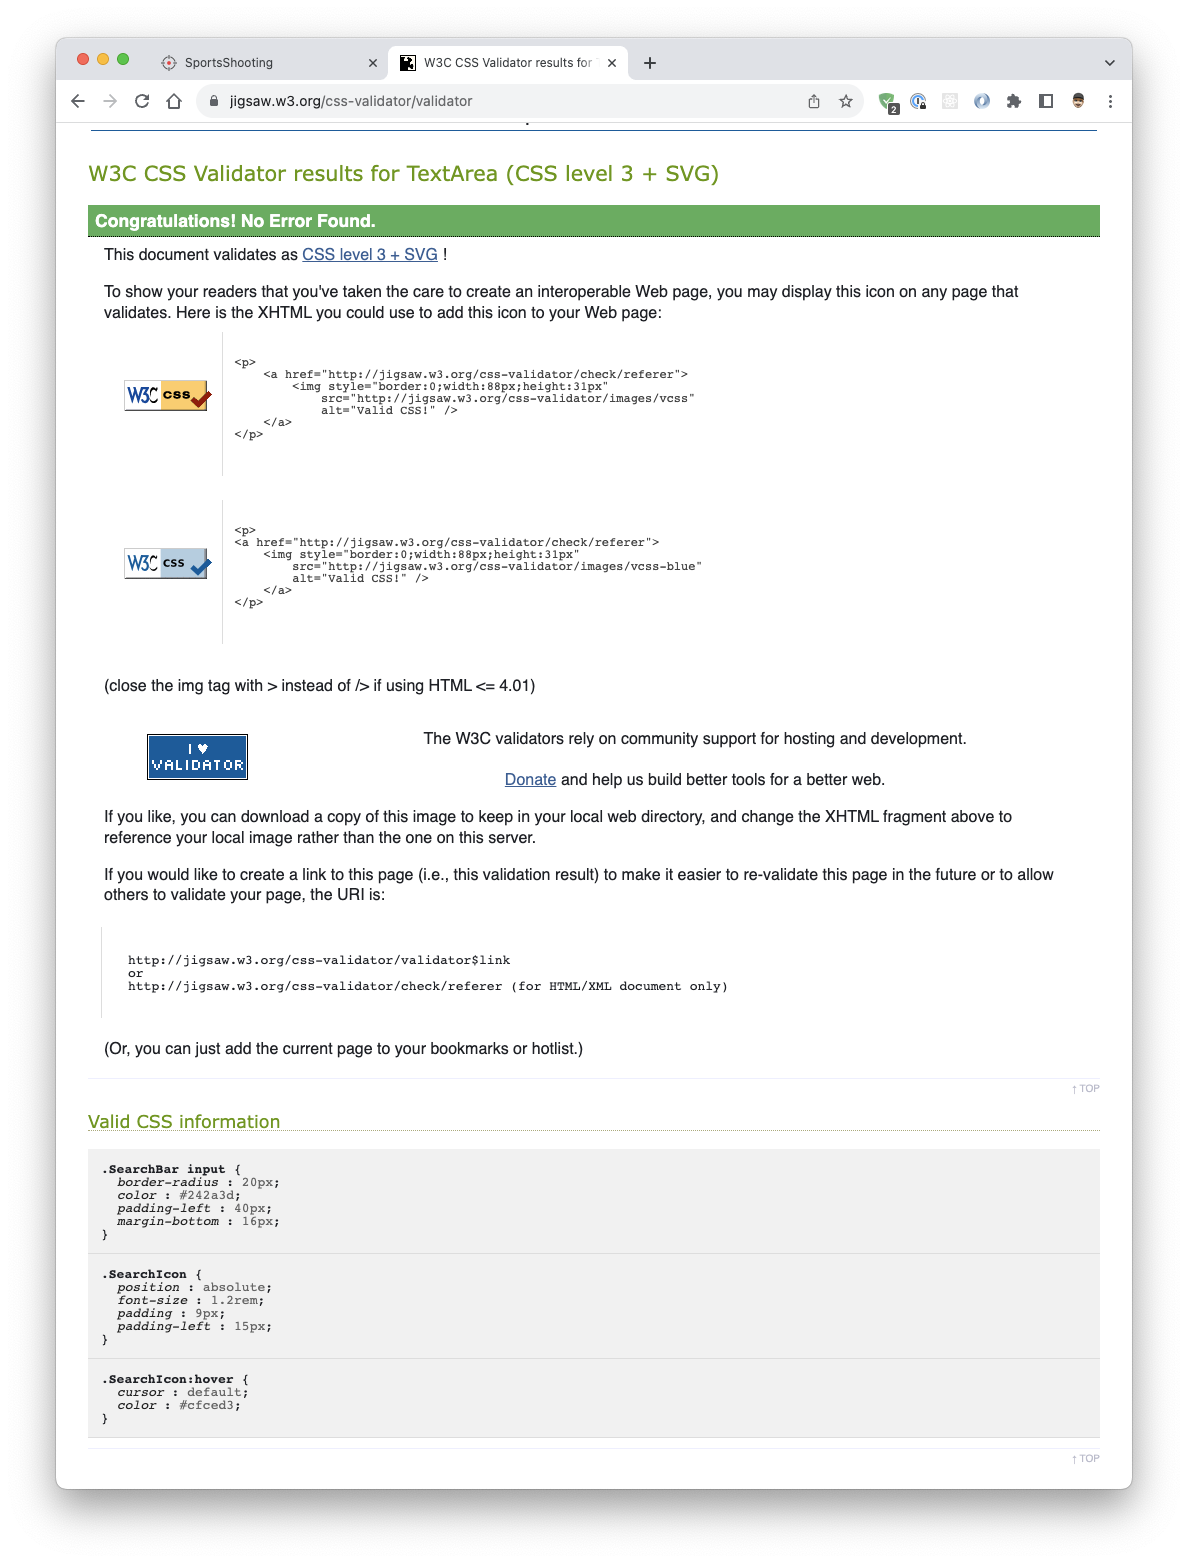 SportsShooting
W3C CSS Validator results for
jigsaw.w3.org/css-validator/validator
2
W3C CSS Validator results for TextArea (CSS level 3 + SVG)
Congratulations! No Error Found.
This document validates as CSS level 3 + SVG !
To show your readers that you've taken the care to create an interoperable Web page, you may display this icon on any page that
validates. Here is the XHTML you could use to add this icon to your Web page:
W3C css
<p>
<a href="http://jigsaw.w3.org/css-validator/check/referer">
<img style="border:0;width:88px;height:31px"
src="http://jigsaw.w3.org/css-validator/images/vcss"
alt="Valid CSS!" />
</a>
</p>
W3C css
<p>
<a href="http://jigsaw.w3.org/css-validator/check/referer">
<img style="border:0;width:88px;height:31px"
src="http://jigsaw.w3.org/css-validator/images/vcss-blue"
alt="Valid CSS!" />
</a>
</p>
(close the img tag with > instead of /> if using HTML <= 4.01)
I ♥
VALIDATOR
The W3C validators rely on community support for hosting and development.
Donate and help us build better tools for a better web.
If you like, you can download a copy of this image to keep in your local web directory, and change the XHTML fragment above to
reference your local image rather than the one on this server.
If you would like to create a link to this page (i.e., this validation result) to make it easier to re-validate this page in the future or to allow
others to validate your page, the URI is:
http://jigsaw.w3.org/css-validator/validator$link
or
http://jigsaw.w3.org/css-validator/check/referer (for HTML/XML document only)
(Or, you can just add the current page to your bookmarks or hotlist.)
↑ TOP
Valid CSS information
.SearchBar input {
border-radius : 20px;
color : #242a3d;
padding-left : 40px;
margin-bottom : 16px;
}
.SearchIcon {
position : absolute;
font-size : 1.2rem;
padding : 9px;
padding-left : 15px;
}
.SearchIcon:hover {
cursor : default;
color : #cfced3;
}
↑ TOP